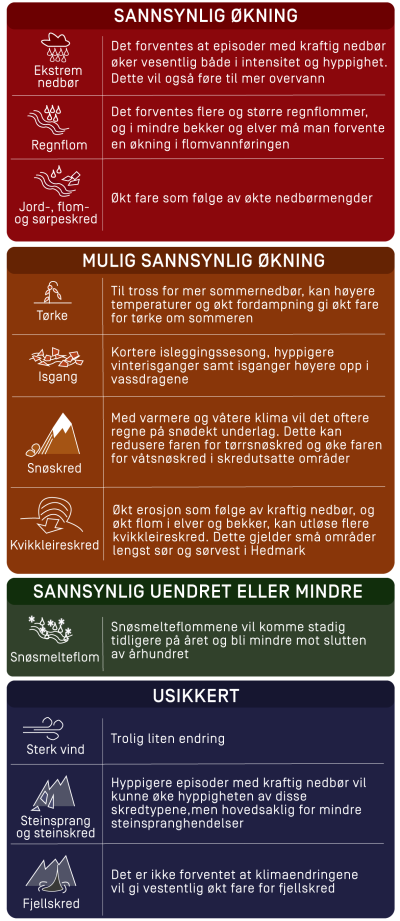 SANNSYNLIG ØKNING
Ekstrem
nedbør
Det forventes at episoder med kraftig nedbør
øker vesentlig både i intensitet og hyppighet.
Dette vil også føre til mer overvann
Regnflom
Det forventes flere og større regnflommer,
og i mindre bekker og elver må man forvente
en økning i flomvannføringen
Jord-, flom-
og sørpeskred
Økt fare som følge av økte nedbørmengder
MULIG SANNSYNLIG ØKNING
Tørke
Til tross for mer sommernedbør, kan høyere
temperaturer og økt fordampning gi økt fare
for tørke om sommeren
Isgang
Kortere isleggingssesong, hyppigere
vinterisganger samt isganger høyere opp i
vassdragene
Snøskred
Med varmere og våtere klima vil det oftere
regne på snødekt underlag. Dette kan
redusere faren for tørrsnøskred og øke faren
for våtsnøskred i skredutsatte områder
Kvikkleireskred
Økt erosjon som følge av kraftig nedbør, og
økt flom i elver og bekker, kan utløse flere
kvikkleireskred. Dette gjelder små områder
lengst sør og sørvest i Hedmark
SANNSYNLIG UENDRET ELLER MINDRE
Snøsmelteflom
Snøsmelteflommene vil komme stadig
tidligere på året og bli mindre mot slutten
av århundret
USIKKERT
Sterk vind
Trolig liten endring
Steinsprang
og steinskred
Hyppigere episoder med kraftig nedbør vil
kunne øke hyppigheten av disse
skredtypene,men hovedsaklig for mindre
steinspranghendelser
Fjellskred
Det er ikke forventet at klimaendringene
vil gi vestentlig økt fare for fjellskred